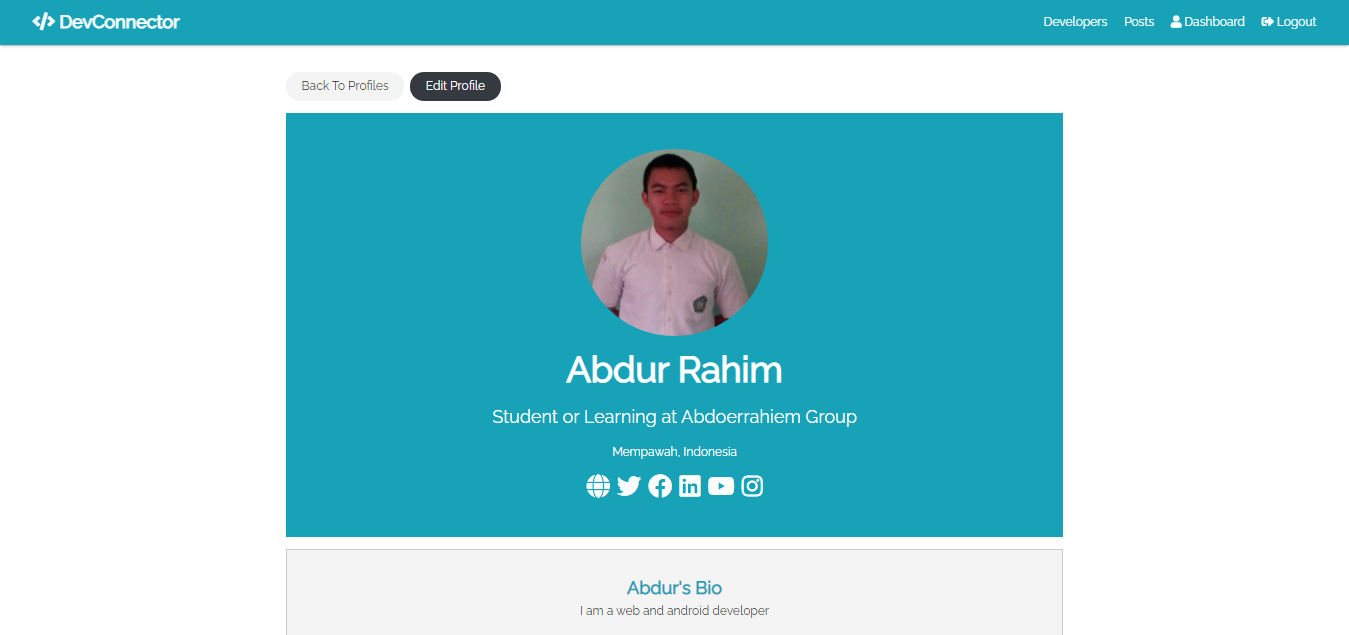 DevConnector
Developers Posts Dashboard Logout
Back To Profiles Edit Profile
Abdur Rahim
Student or Learning at Abdoerrahiem Group
Mempawah, Indonesia
Abdur's Bio
I am a web and android developer